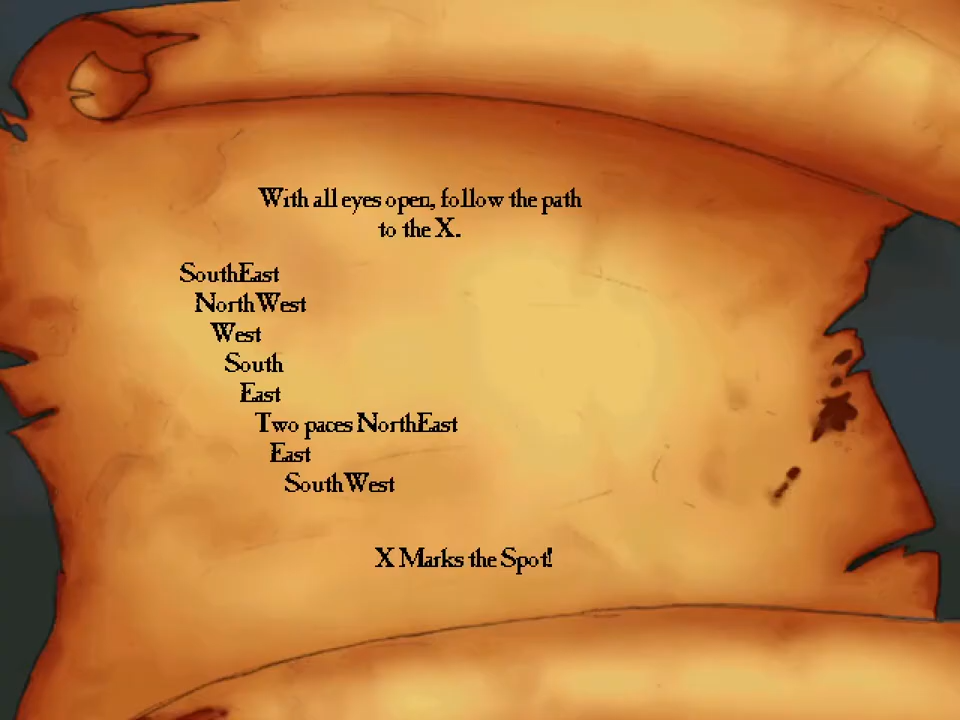 With all eyes open, follow the path
to the X.
SouthEast
NorthWest
West
South
East
Two paces NorthEast
East
SouthWest
X Marks the Spot!